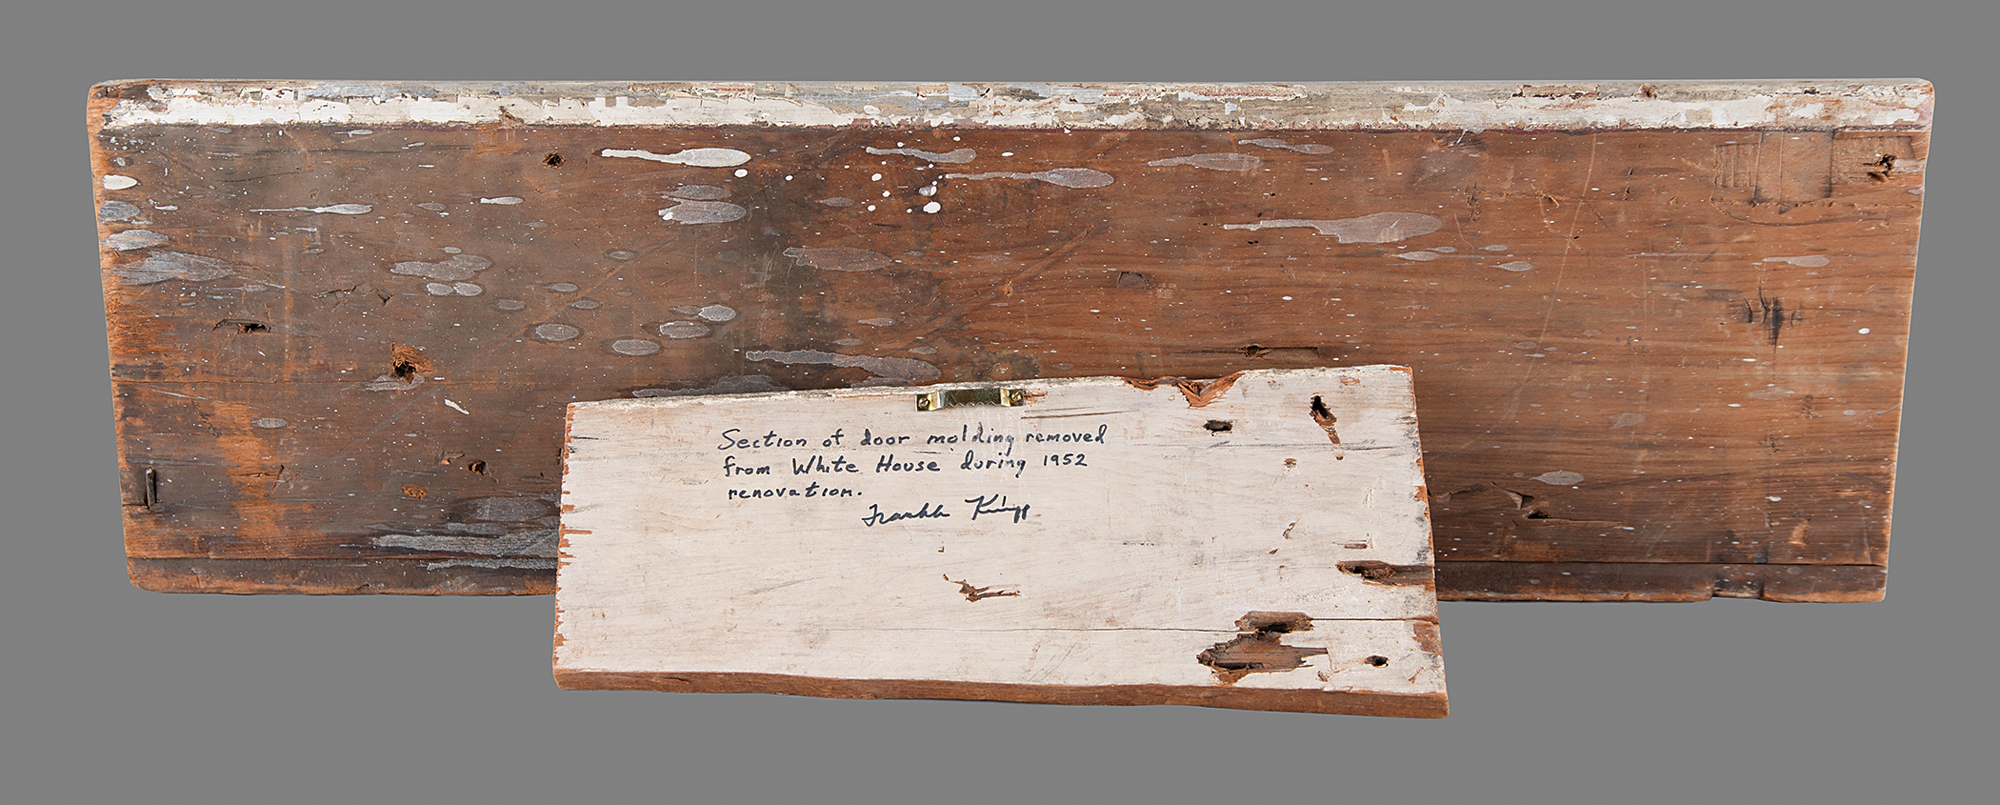 Section of door molding removed
from White House during 1952
renovation.